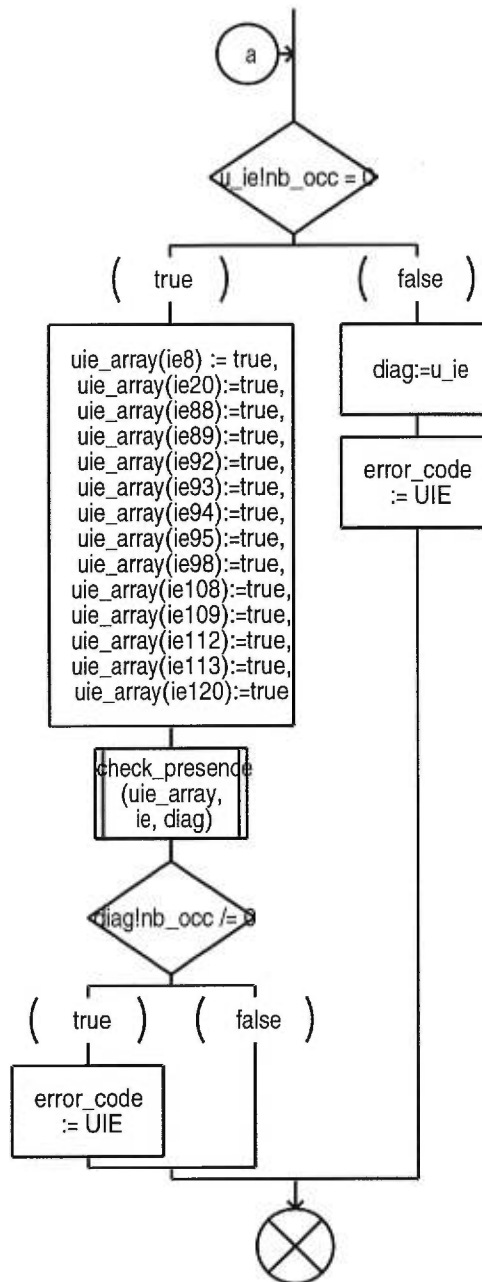 a
u_ie!nb_occ = 0
( true )
( false )
uie_array(ie8) := true,
uie_array(ie20):=true,
uie_array(ie88):=true,
uie_array(ie89):=true,
uie_array(ie92):=true,
uie_array(ie93):=true,
uie_array(ie94):=true,
uie_array(ie95):=true,
uie_array(ie98):=true,
uie_array(ie108):=true,
uie_array(ie109):=true,
uie_array(ie112):=true,
uie_array(ie113):=true,
uie_array(ie120):=true
diag:=u_ie
error_code
:= UIE
check_presence
(uie_array,
ie, diag)
diag!nb_occ /= 0
( true )
( false )
error_code
:= UIE